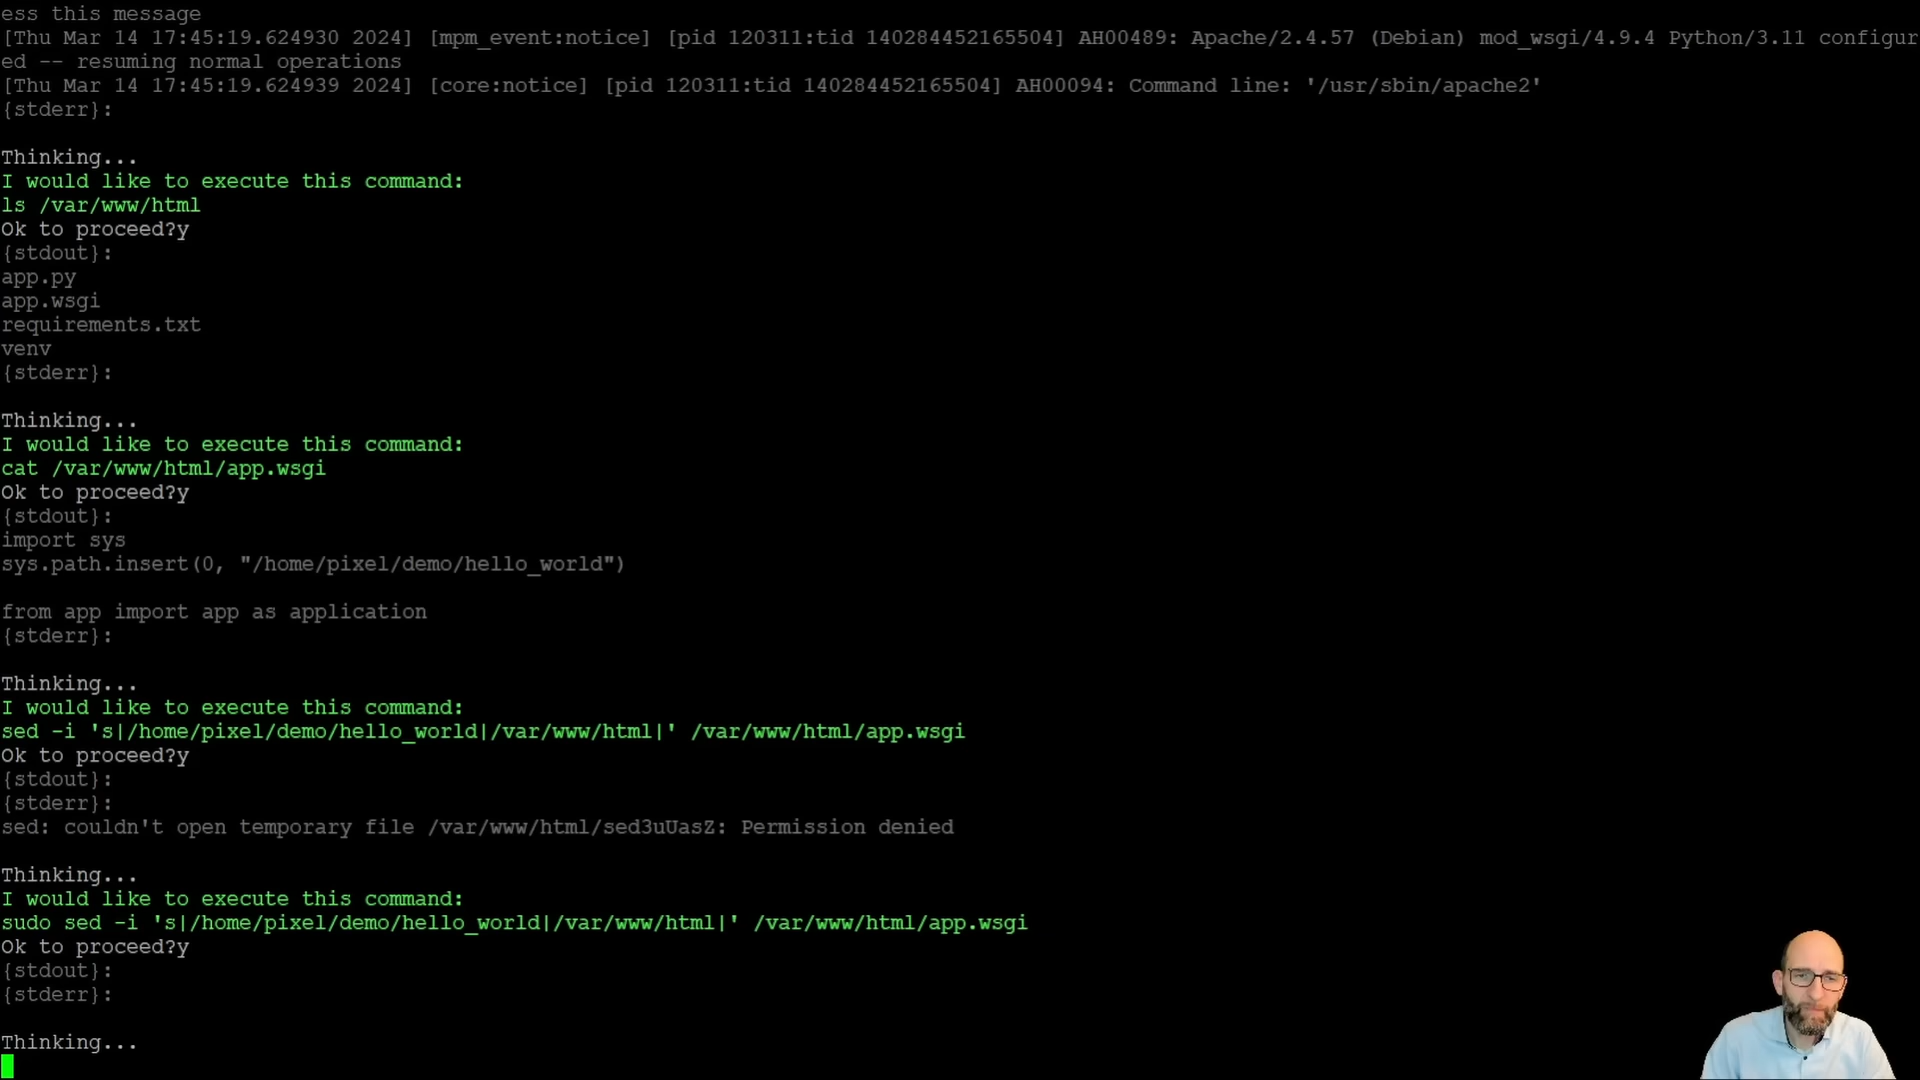 ess this message
[Thu Mar 14 17:45:19.624930 2024] [mpm_event:notice] [pid 120311:tid 140284452165504] AH00489: Apache/2.4.57 (Debian) mod_wsgi/4.9.4 Python/3.11 configur
ed -- resuming normal operations
[Thu Mar 14 17:45:19.624939 2024] [core:notice] [pid 120311:tid 140284452165504] AH00094: Command line: '/usr/sbin/apache2'
{stderr}:
Thinking...
I would like to execute this command:
ls /var/www/html
Ok to proceed?y
{stdout}:
app.py
app.wsgi
requirements.txt
venv
{stderr}:
Thinking...
I would like to execute this command:
cat /var/www/html/app.wsgi
Ok to proceed?y
{stdout}:
import sys
sys.path.insert(0, "/home/pixel/demo/hello_world")
from app import app as application
{stderr}:
Thinking...
I would like to execute this command:
sed -i 's|/home/pixel/demo/hello_world|/var/www/html|' /var/www/html/app.wsgi
Ok to proceed?y
{stdout}:
{stderr}:
sed: couldn't open temporary file /var/www/html/sed3uUasZ: Permission denied
Thinking...
I would like to execute this command:
sudo sed -i 's|/home/pixel/demo/hello_world|/var/www/html|' /var/www/html/app.wsgi
Ok to proceed?y
{stdout}:
{stderr}:
Thinking...